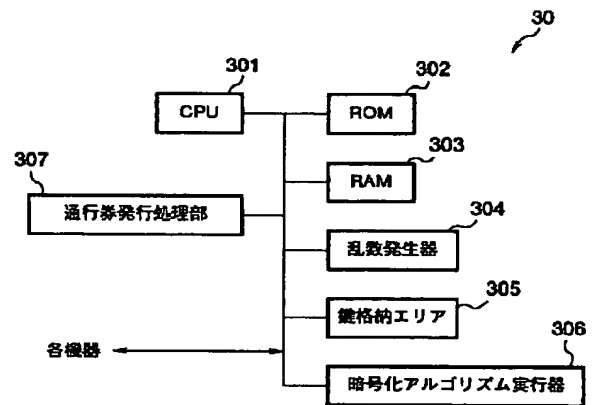 30
301
302
CPU
ROM
303
307
RAM
通行券発行処理部
304
乱数発生器
305
鍵格納エリア
各機器
306
暗号化アルゴリズム実行器